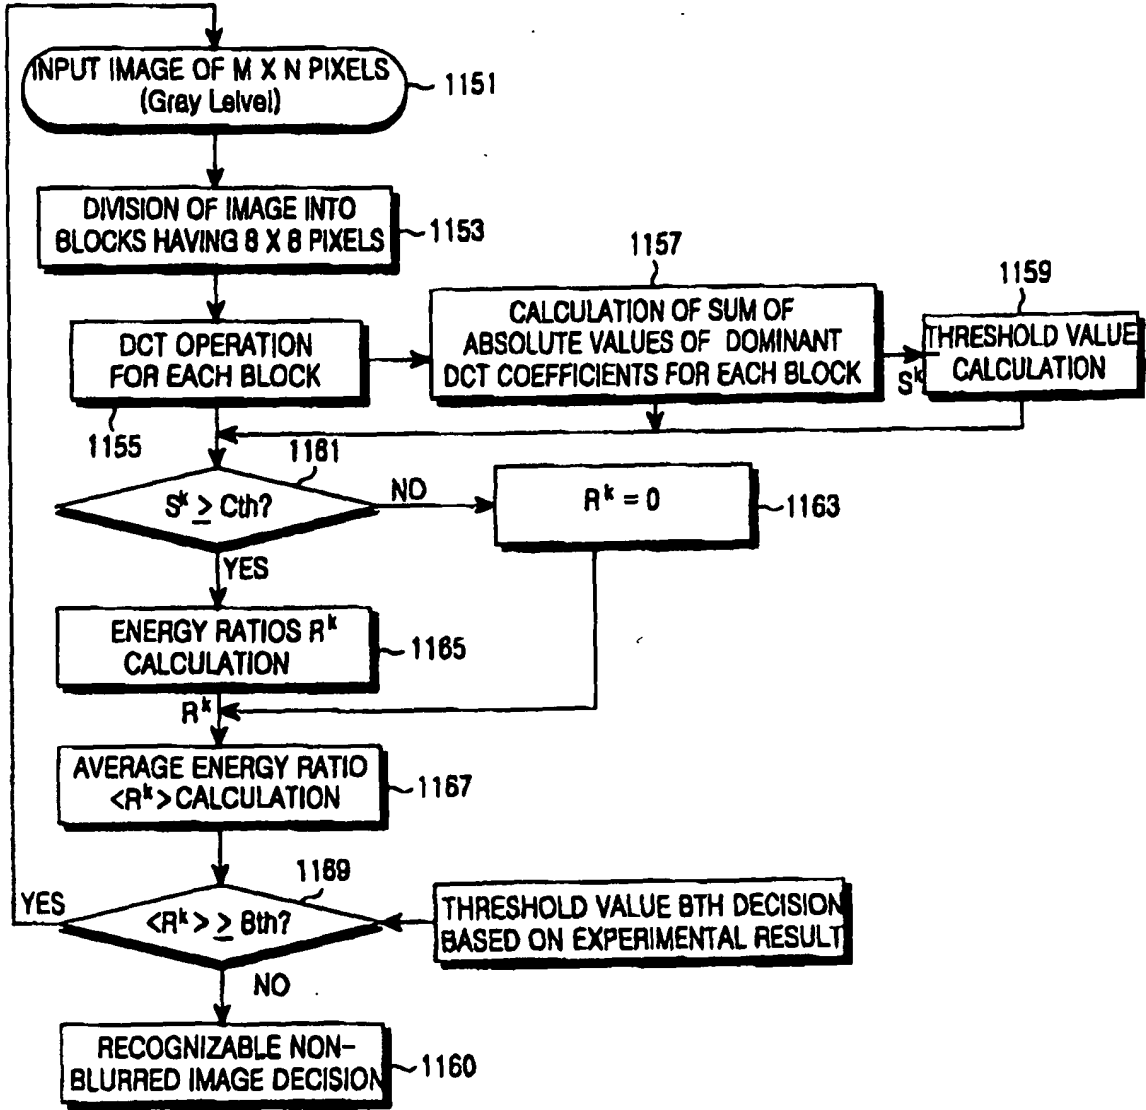 INPUT IMAGE OF M X N PIXELS
(Gray Lelvel)
1151
DIVISION OF IMAGE INTO
BLOCKS HAVING 8 X 8 PIXELS
1153
DCT OPERATION
FOR EACH BLOCK
1155
1157
CALCULATION OF SUM OF
ABSOLUTE VALUES OF DOMINANT
DCT COEFFICIENTS FOR EACH BLOCK
S^k
1159
THRESHOLD VALUE
CALCULATION
1161
S^k ≥ Cth?
NO
R^k = 0
1163
YES
ENERGY RATIOS R^k
CALCULATION
1165
R^k
AVERAGE ENERGY RATIO
<R^k> CALCULATION
1167
1169
YES
<R^k> ≥ Bth?
THRESHOLD VALUE BTH DECISION
BASED ON EXPERIMENTAL RESULT
NO
RECOGNIZABLE NON-
BLURRED IMAGE DECISION
1160